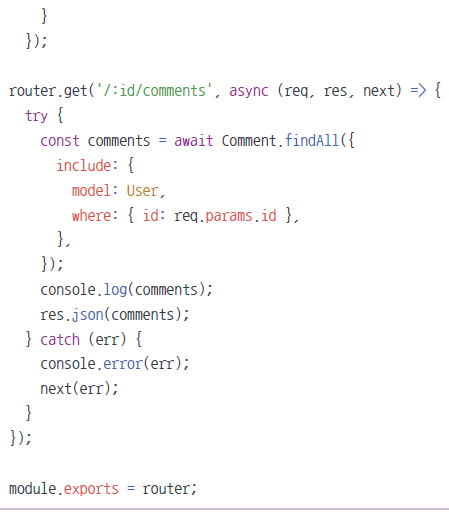 }
  });

router.get('/:id/comments', async (req, res, next) => {
  try {
    const comments = await Comment.findAll({
      include: {
        model: User,
        where: { id: req.params.id },
      },
    });
    console.log(comments);
    res.json(comments);
  } catch (err) {
    console.error(err);
    next(err);
  }
});

module.exports = router;